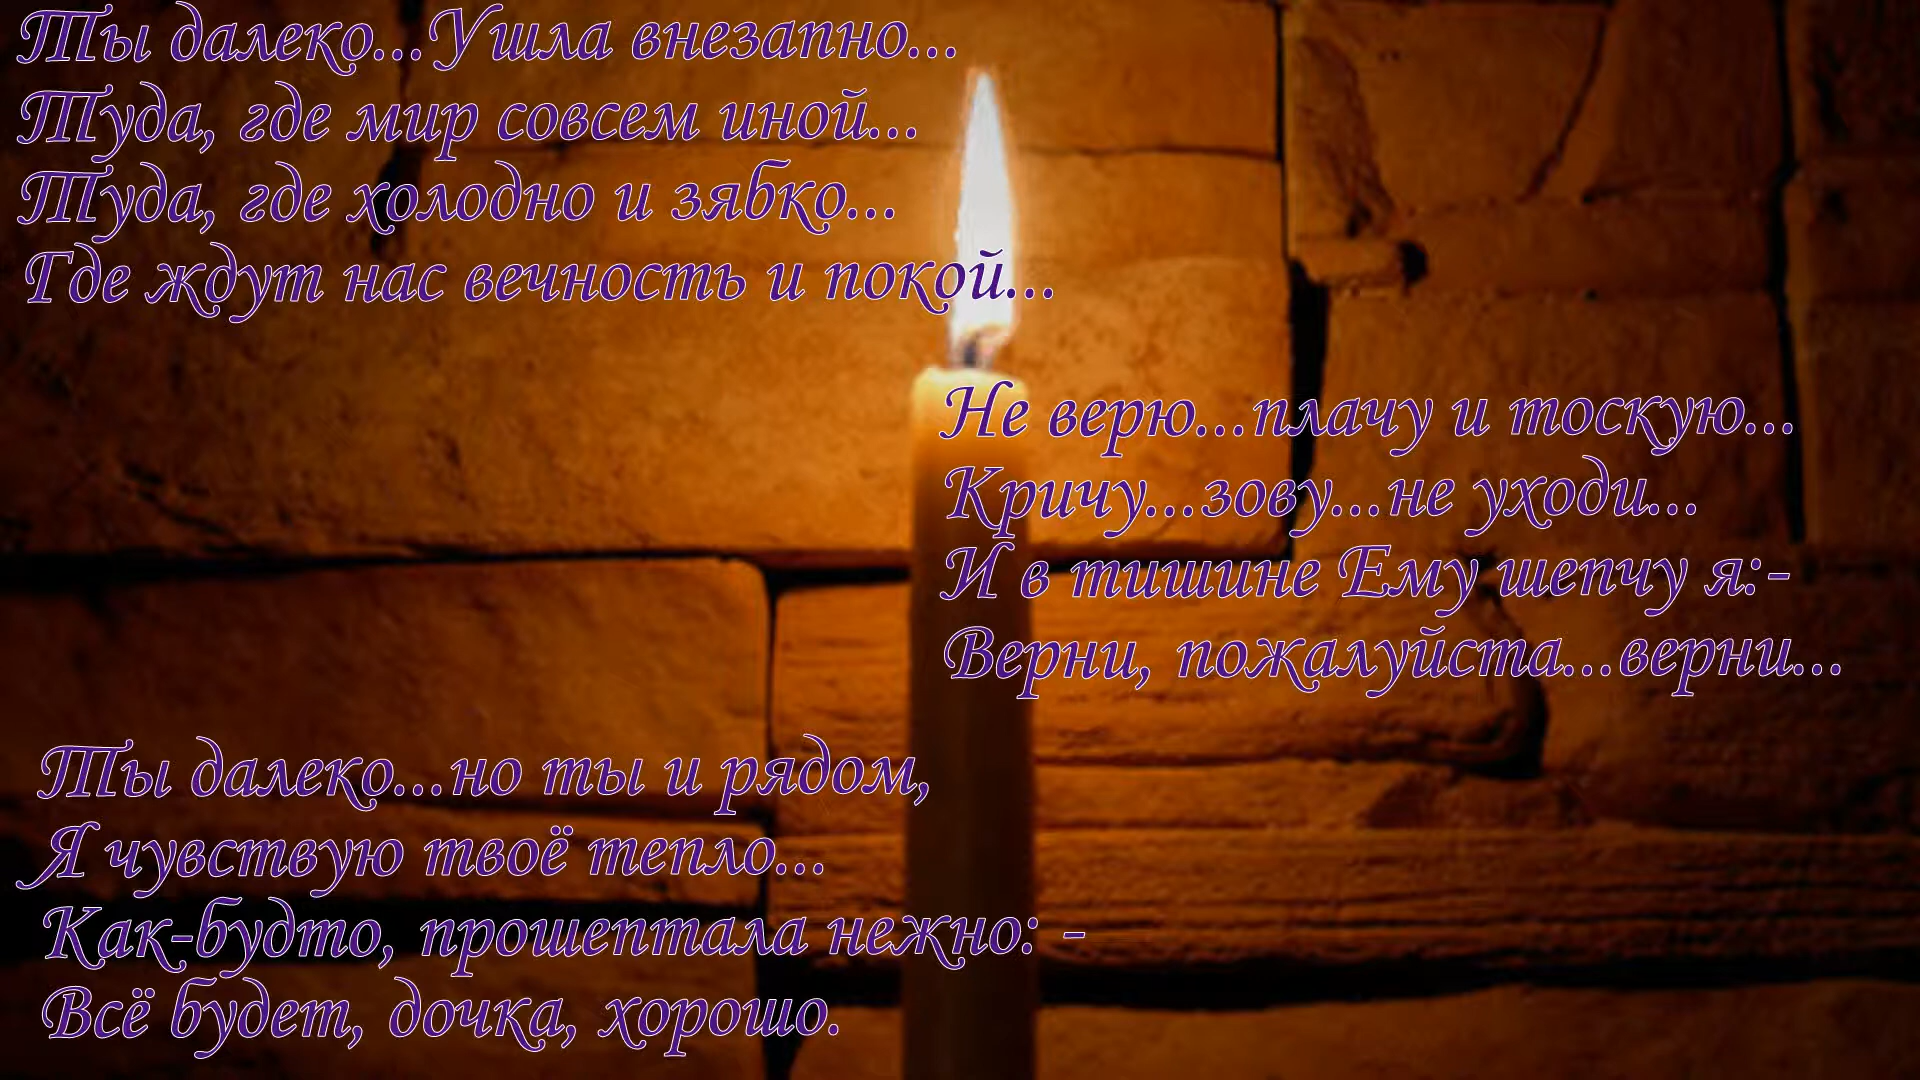 Ты далеко...Ушла внезапно...
Туда, где мир совсем иной...
Туда, где холодно и зябко...
Где ждут нас вечность и покой...
Не верю...плачу и тоскую...
Кричу...зову...не уходи...
И в тишине Ему шепчу я:-
Верни, пожалуйста...верни...
Ты далеко...но ты и рядом,
Я чувствую твоё тепло...
Как-будто, прошептала нежно: -
Всё будет, дочка, хорошо.